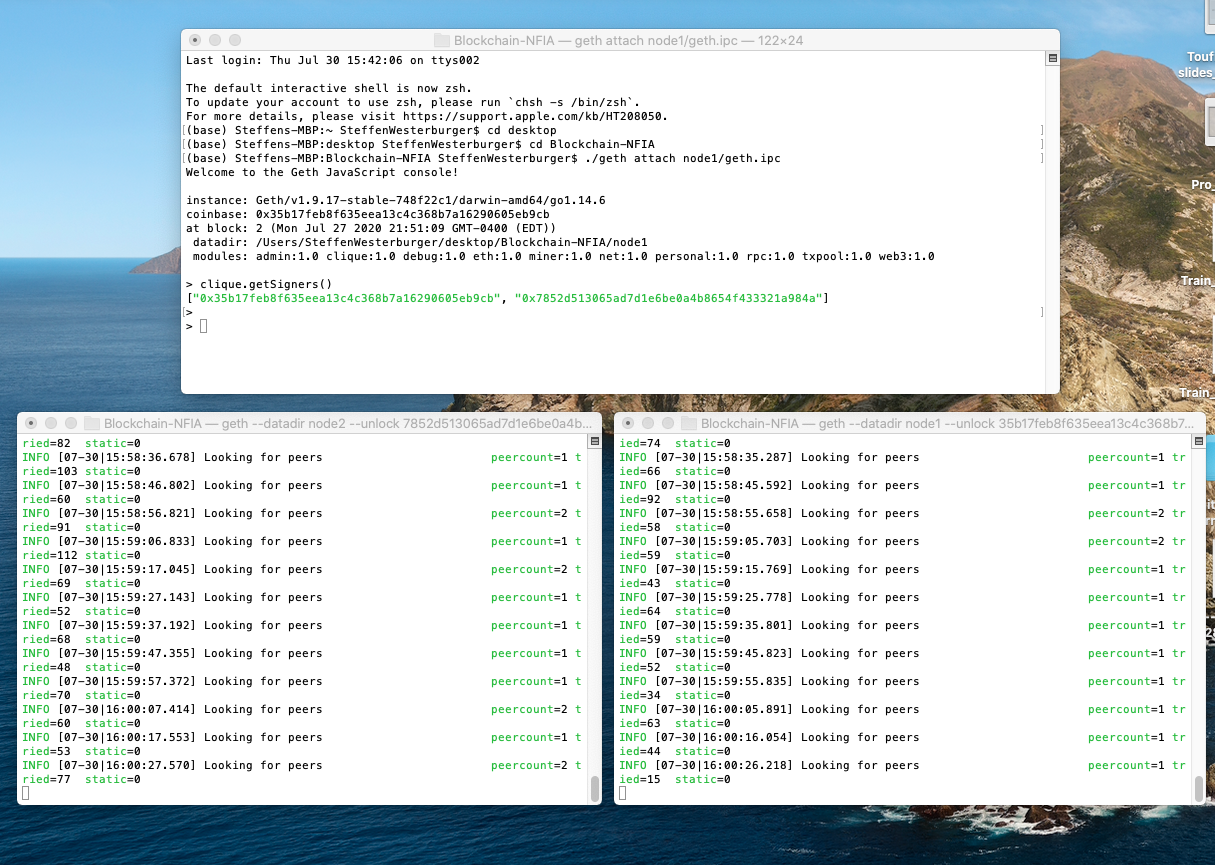 Blockchain-NFIA — geth attach node1/geth.ipc — 122×24
Last login: Thu Jul 30 15:42:06 on ttys002
The default interactive shell is now zsh.
To update your account to use zsh, please run `chsh -s /bin/zsh`.
For more details, please visit https://support.apple.com/kb/HT208050.
[(base) Steffens-MBP:~ SteffenWesterburger$ cd desktop ]
[(base) Steffens-MBP:desktop SteffenWesterburger$ cd Blockchain-NFIA ]
[(base) Steffens-MBP:Blockchain-NFIA SteffenWesterburger$ ./geth attach node1/geth.ipc ]
Welcome to the Geth JavaScript console!
instance: Geth/v1.9.17-stable-748f22c1/darwin-amd64/go1.14.6
coinbase: 0x35b17feb8f635eea13c4c368b7a16290605eb9cb
at block: 2 (Mon Jul 27 2020 21:51:09 GMT-0400 (EDT))
datadir: /Users/SteffenWesterburger/desktop/Blockchain-NFIA/node1
modules: admin:1.0 clique:1.0 debug:1.0 eth:1.0 miner:1.0 net:1.0 personal:1.0 rpc:1.0 txpool:1.0 web3:1.0
> clique.getSigners()
["0x35b17feb8f635eea13c4c368b7a16290605eb9cb", "0x7852d513065ad7d1e6be0a4b8654f433321a984a"]
[> ]
>
Touf
slides_
Pro_
Train_
Train_
Blockchain-NFIA — geth --datadir node2 --unlock 7852d513065ad7d1e6be0a4b...
ried=82 static=0
INFO [07-30|15:58:36.678] Looking for peers peercount=1 t
ried=103 static=0
INFO [07-30|15:58:46.802] Looking for peers peercount=1 t
ried=60 static=0
INFO [07-30|15:58:56.821] Looking for peers peercount=2 t
ried=91 static=0
INFO [07-30|15:59:06.833] Looking for peers peercount=1 t
ried=112 static=0
INFO [07-30|15:59:17.045] Looking for peers peercount=2 t
ried=69 static=0
INFO [07-30|15:59:27.143] Looking for peers peercount=1 t
ried=52 static=0
INFO [07-30|15:59:37.192] Looking for peers peercount=1 t
ried=68 static=0
INFO [07-30|15:59:47.355] Looking for peers peercount=1 t
ried=48 static=0
INFO [07-30|15:59:57.372] Looking for peers peercount=1 t
ried=70 static=0
INFO [07-30|16:00:07.414] Looking for peers peercount=2 t
ried=60 static=0
INFO [07-30|16:00:17.553] Looking for peers peercount=1 t
ried=53 static=0
INFO [07-30|16:00:27.570] Looking for peers peercount=2 t
ried=77 static=0
Blockchain-NFIA — geth --datadir node1 --unlock 35b17feb8f635eea13c4c368b7...
ied=74 static=0
INFO [07-30|15:58:35.287] Looking for peers peercount=1 tr
ied=66 static=0
INFO [07-30|15:58:45.592] Looking for peers peercount=1 tr
ied=92 static=0
INFO [07-30|15:58:55.658] Looking for peers peercount=2 tr
ied=58 static=0
INFO [07-30|15:59:05.703] Looking for peers peercount=2 tr
ied=59 static=0
INFO [07-30|15:59:15.769] Looking for peers peercount=1 tr
ied=43 static=0
INFO [07-30|15:59:25.778] Looking for peers peercount=1 tr
ied=64 static=0
INFO [07-30|15:59:35.801] Looking for peers peercount=1 tr
ied=59 static=0
INFO [07-30|15:59:45.823] Looking for peers peercount=1 tr
ied=52 static=0
INFO [07-30|15:59:55.835] Looking for peers peercount=1 tr
ied=34 static=0
INFO [07-30|16:00:05.891] Looking for peers peercount=1 tr
ied=63 static=0
INFO [07-30|16:00:16.054] Looking for peers peercount=1 tr
ied=44 static=0
INFO [07-30|16:00:26.218] Looking for peers peercount=1 tr
ied=15 static=0